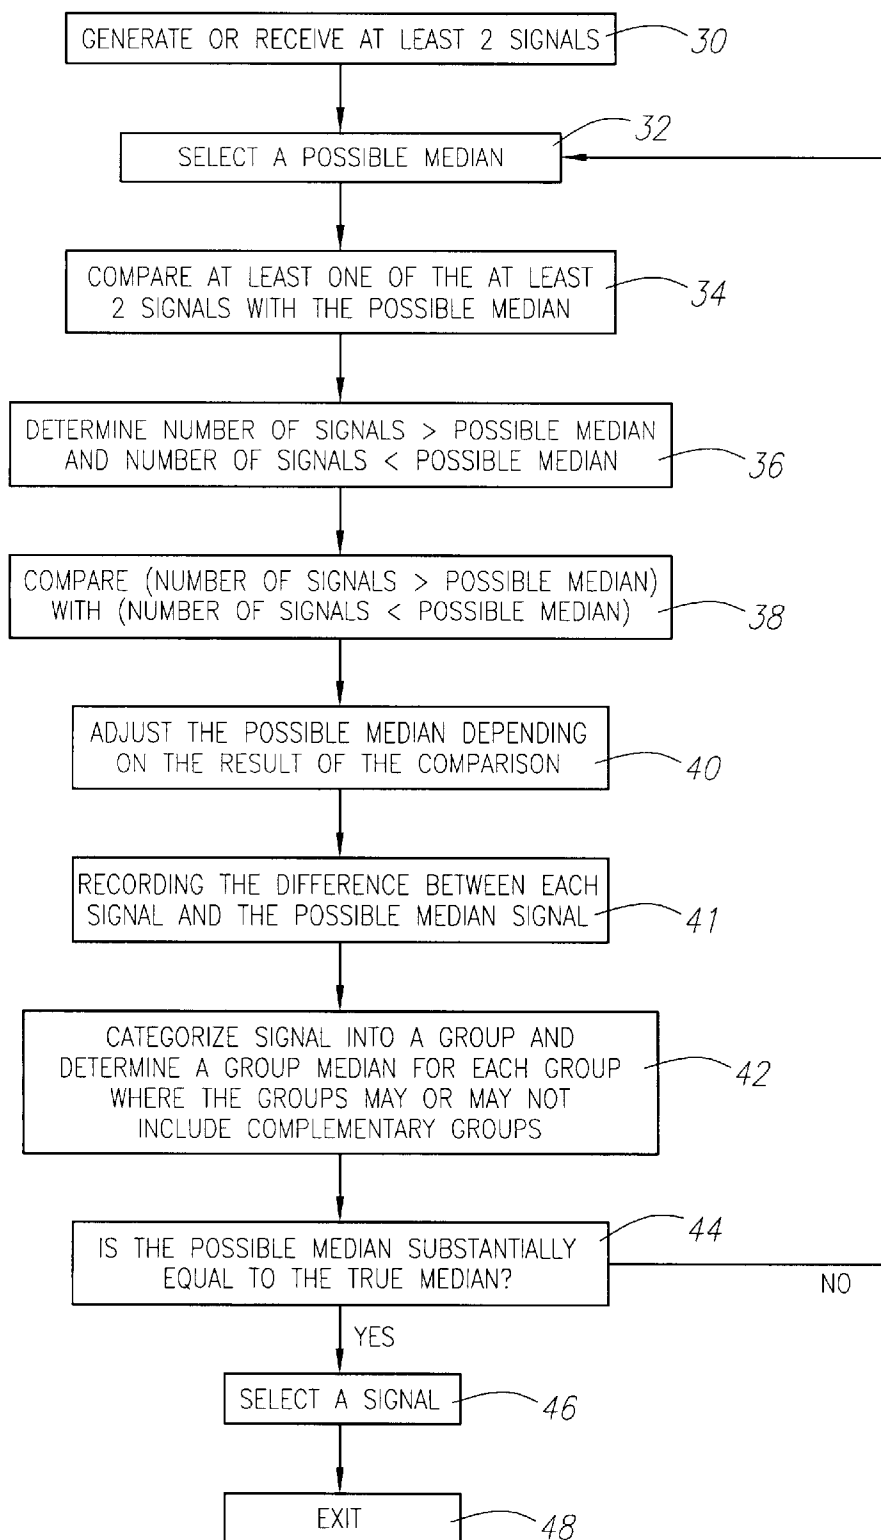 GENERATE OR RECEIVE AT LEAST 2 SIGNALS
30
SELECT A POSSIBLE MEDIAN
32
COMPARE AT LEAST ONE OF THE AT LEAST
2 SIGNALS WITH THE POSSIBLE MEDIAN
34
DETERMINE NUMBER OF SIGNALS > POSSIBLE MEDIAN
AND NUMBER OF SIGNALS < POSSIBLE MEDIAN
36
COMPARE (NUMBER OF SIGNALS > POSSIBLE MEDIAN)
WITH (NUMBER OF SIGNALS < POSSIBLE MEDIAN)
38
ADJUST THE POSSIBLE MEDIAN DEPENDING
ON THE RESULT OF THE COMPARISON
40
RECORDING THE DIFFERENCE BETWEEN EACH
SIGNAL AND THE POSSIBLE MEDIAN SIGNAL
41
CATEGORIZE SIGNAL INTO A GROUP AND
DETERMINE A GROUP MEDIAN FOR EACH GROUP
WHERE THE GROUPS MAY OR MAY NOT
INCLUDE COMPLEMENTARY GROUPS
42
IS THE POSSIBLE MEDIAN SUBSTANTIALLY
EQUAL TO THE TRUE MEDIAN?
44
NO
YES
SELECT A SIGNAL
46
EXIT
48